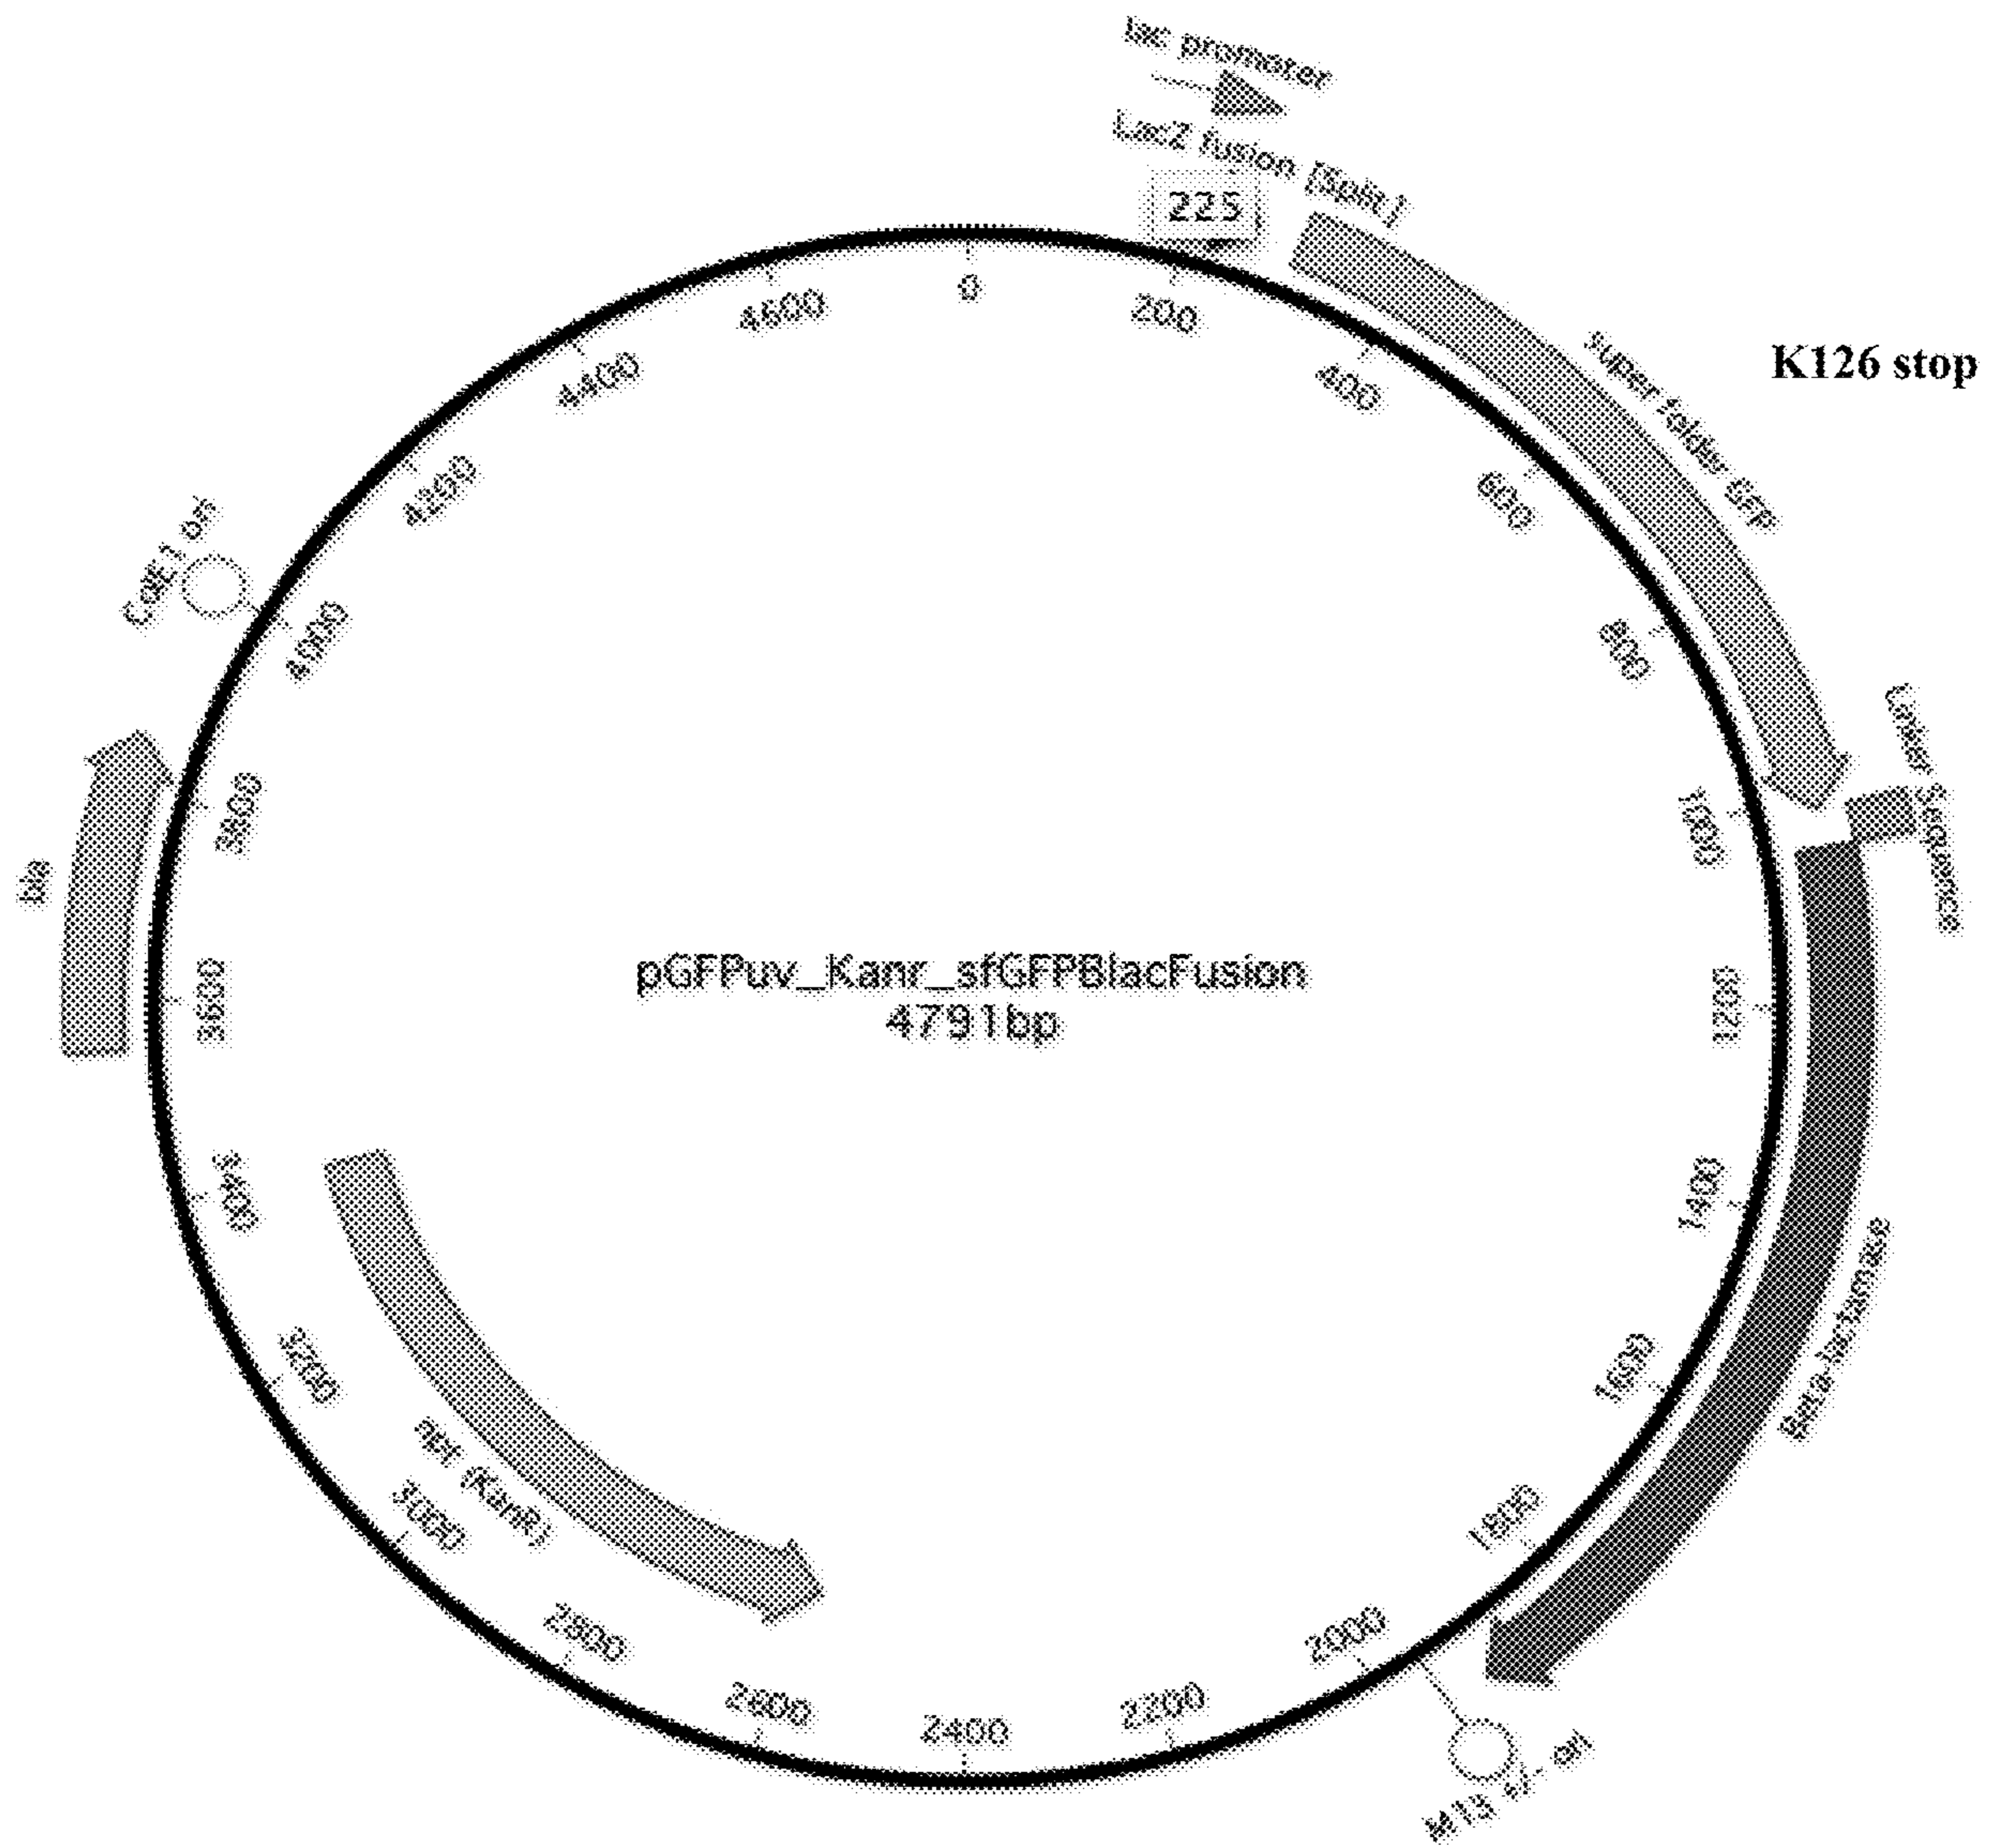 lac promoter
LacZ fusion [Split]
225
super folder GFP
K126 stop
Linker Sequence
Beta-lactamase
M13 f1- ori
npt (KanR)
bla
ColE1 ori
0
200
400
600
800
1000
1200
1400
1600
1800
2000
2200
2400
2600
2800
3000
3200
3400
3600
3800
4000
4200
4400
4600
pGFPuv_Kanr_sfGFPBlacFusion
4791bp